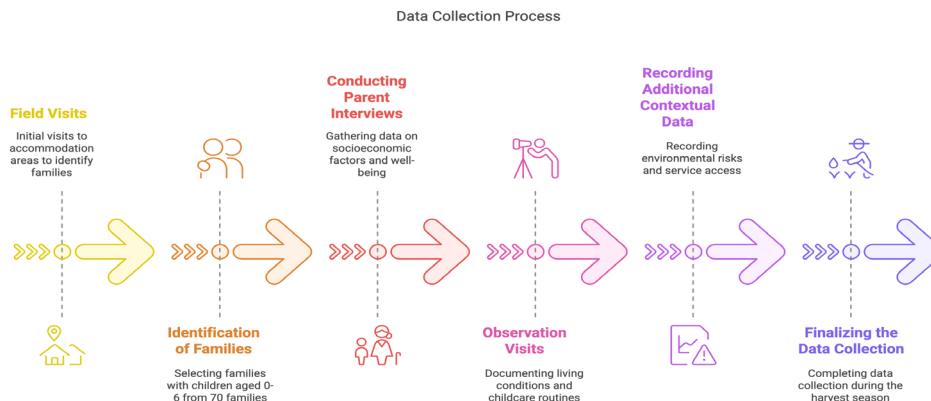 Data Collection Process
Field Visits
Initial visits to
accommodation
areas to identify
families
Identification
of Families
Selecting families
with children aged 0-
6 from 70 families
Conducting
Parent
Interviews
Gathering data on
socioeconomic
factors and well-
being
Observation
Visits
Documenting living
conditions and
childcare routines
Recording
Additional
Contextual
Data
Recording
environmental risks
and service access
Finalizing the
Data Collection
Completing data
collection during the
harvest season